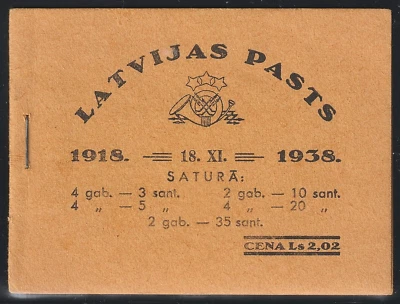 LATVIJAS PASTS
1918. 18. XI. 1938.
SATURĀ:
4 gab. — 3 sant. 2 gab. — 10 sant.
4 „ — 5 „ 4 „ — 20 „
2 gab. — 35 sant.
CENA Ls 2,02